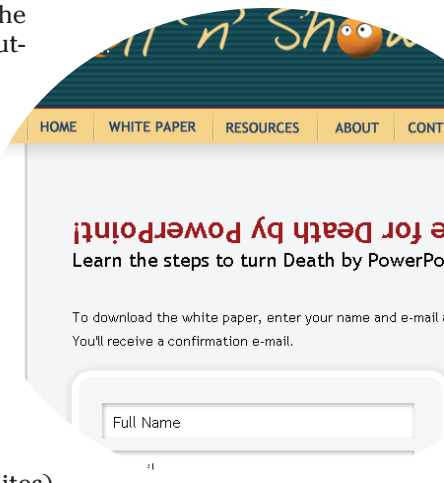 he
ut-
'n' Show
HOME WHITE PAPER RESOURCES ABOUT CONT
e for Death by PowerPoint!
Learn the steps to turn Death by PowerPo
To download the white paper, enter your name and e-mail
You'll receive a confirmation e-mail.
Full Name
ites)